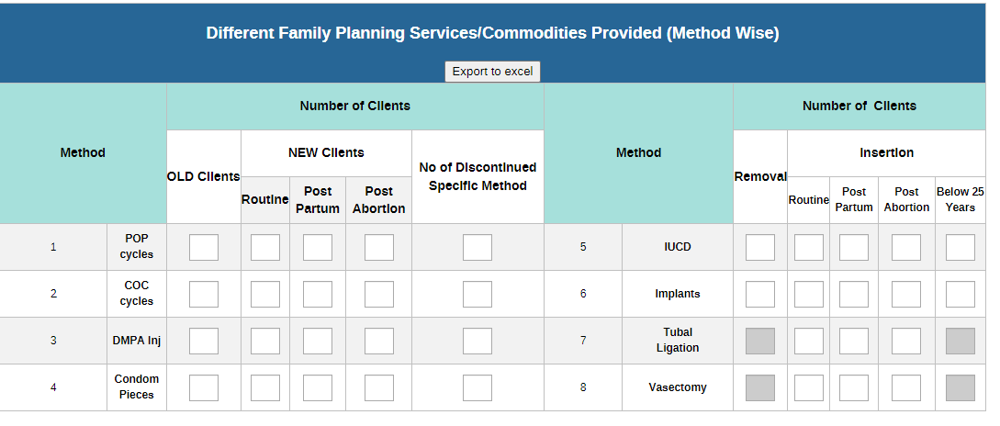 Different Family Planning Services/Commodities Provided (Method Wise)
Export to excel
Method
Number of Clients
Method
Number of Clients
OLD Clients
NEW Clients
No of Discontinued
Specific Method
Removal
Insertion
Routine
Post
Partum
Post
Abortion
Routine
Post
Partum
Post
Abortion
Below 25
Years
1
POP
cycles
5
IUCD
2
COC
cycles
6
Implants
3
DMPA Inj
7
Tubal
Ligation
4
Condom
Pieces
8
Vasectomy